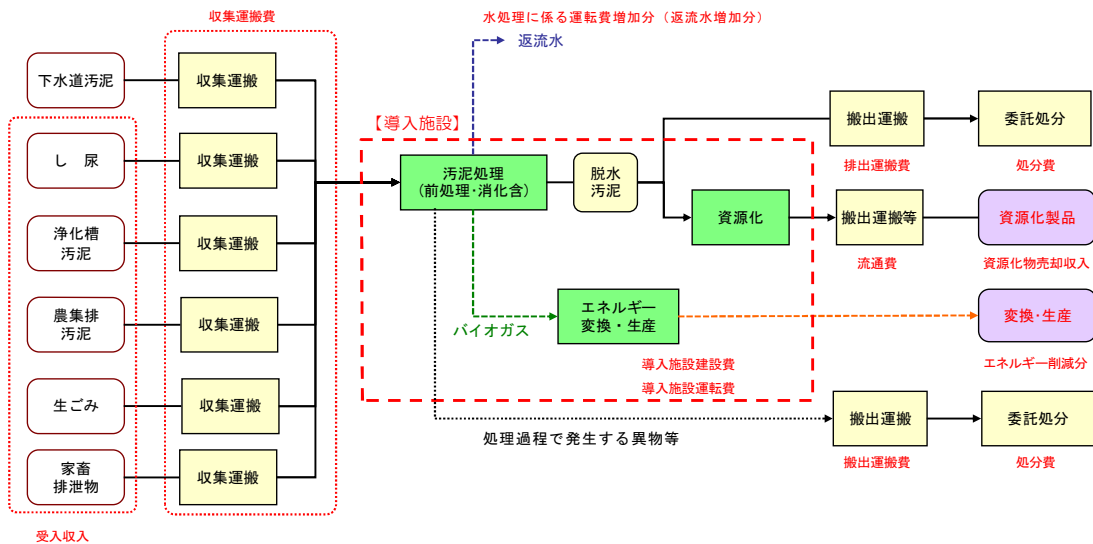 収集運搬費
水処理に係る運転費増加分（返流水増加分）
返流水
下水道汚泥
収集運搬
し　尿
収集運搬
浄化槽
汚泥
収集運搬
農集排
汚泥
収集運搬
生ごみ
収集運搬
家畜
排泄物
収集運搬
受入収入
【導入施設】
汚泥処理
(前処理･消化含)
脱水
汚泥
資源化
バイオガス
エネルギー
変換・生産
導入施設建設費
導入施設運転費
処理過程で発生する異物等
搬出運搬
排出運搬費
委託処分
処分費
搬出運搬等
流通費
資源化製品
資源化物売却収入
変換･生産
エネルギー削減分
搬出運搬
搬出運搬費
委託処分
処分費